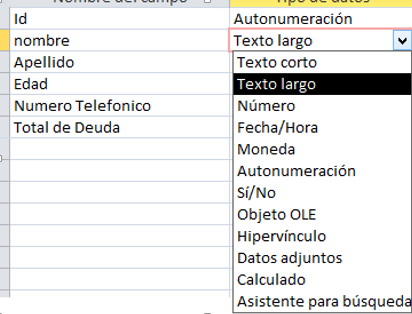 Nombre del campo Tipo de datos
Id Autonumeración
nombre Texto largo
Apellido Texto corto
Edad Texto largo
Numero Telefonico Número
Total de Deuda Fecha/Hora
Moneda
Autonumeración
Sí/No
Objeto OLE
Hipervínculo
Datos adjuntos
Calculado
Asistente para búsqueda